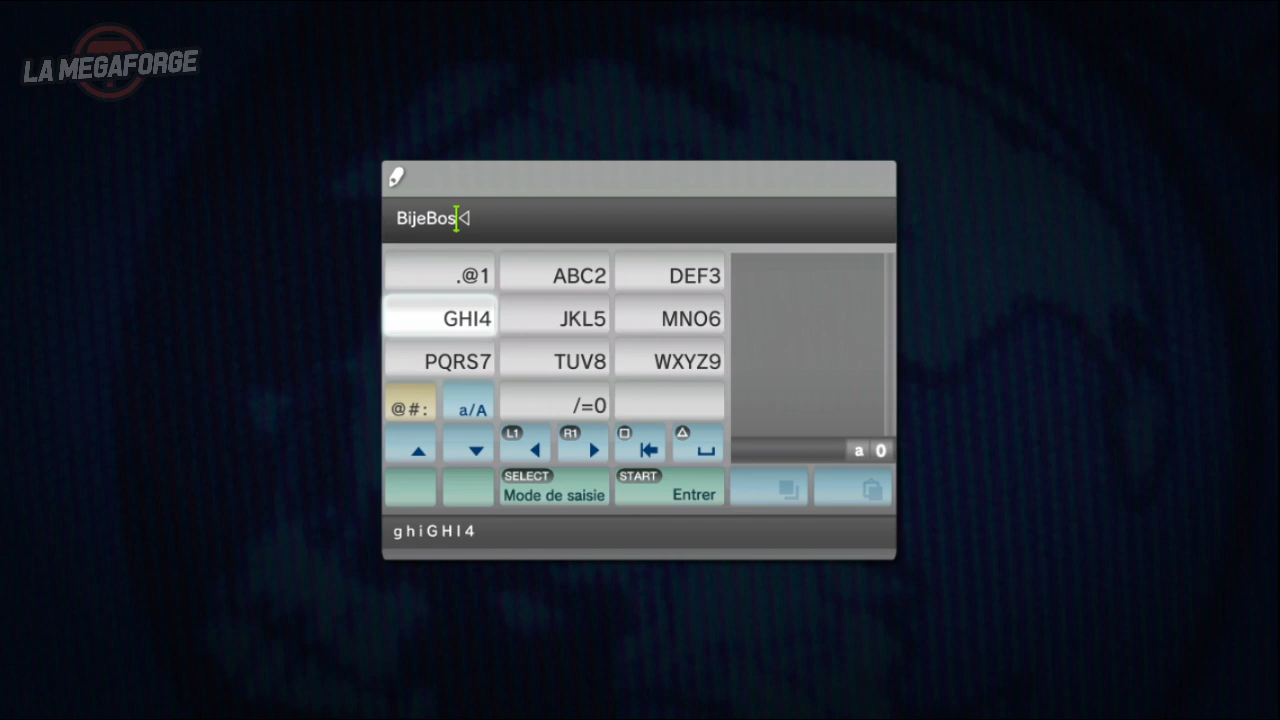 LA MEGAFORGE
BijeBos
.@1 ABC2 DEF3
GHI4 JKL5 MNO6
PQRS7 TUV8 WXYZ9
@#: a/A /=0
L1 R1
a 0
SELECT START
Mode de saisie Entrer
ghiGHI4